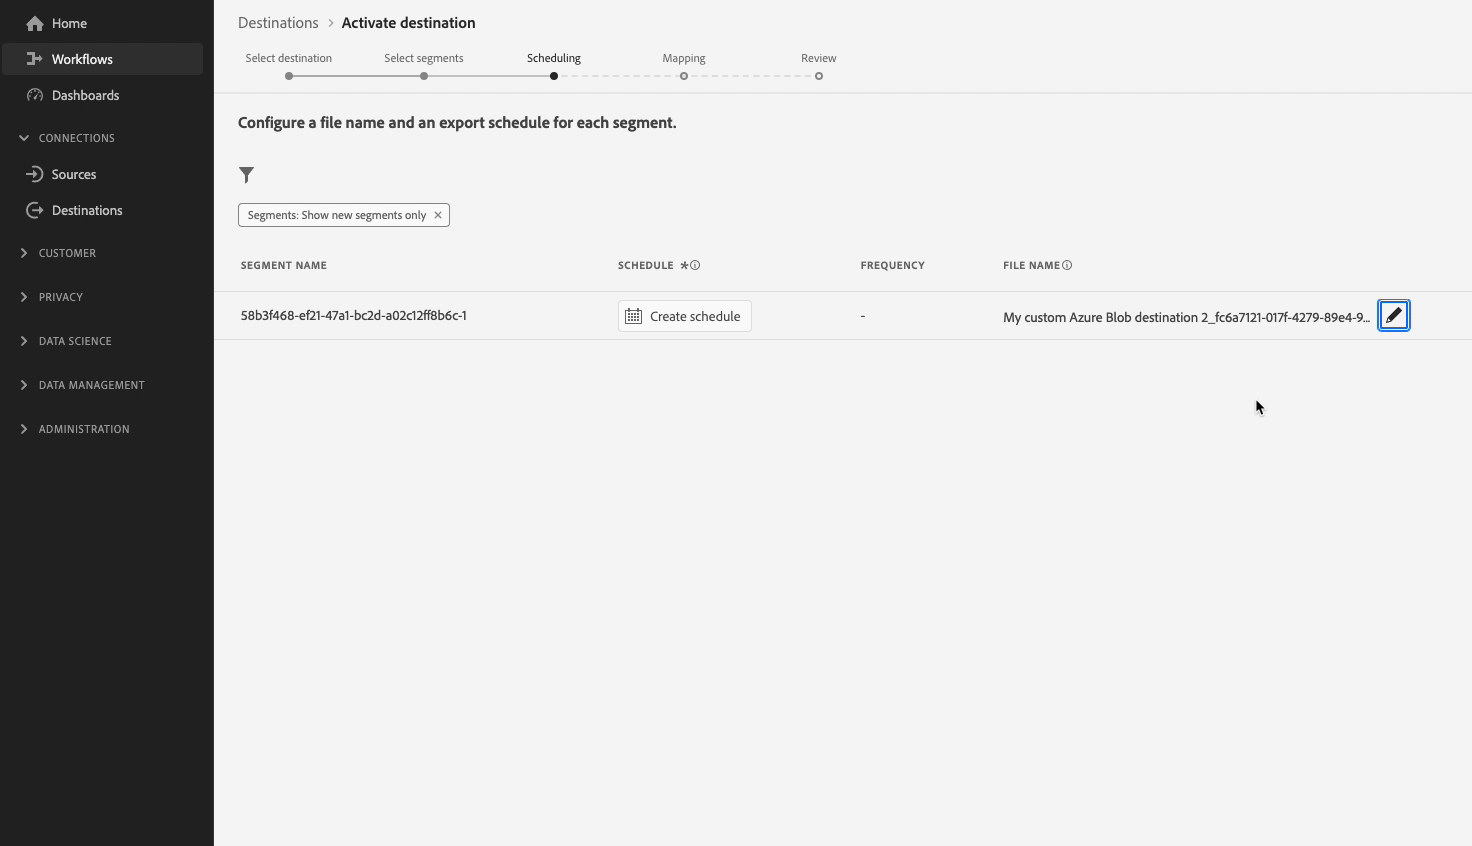 Home
Workflows
Dashboards
CONNECTIONS
Sources
Destinations
CUSTOMER
PRIVACY
DATA SCIENCE
DATA MANAGEMENT
ADMINISTRATION
Destinations > Activate destination
Select destination Select segments Scheduling Mapping Review
Configure a file name and an export schedule for each segment.
Segments: Show new segments only ×
SEGMENT NAME SCHEDULE * FREQUENCY FILE NAME
58b3f468-ef21-47a1-bc2d-a02c12ff8b6c-1 Create schedule - My custom Azure Blob destination 2_fc6a7121-017f-4279-89e4-9...